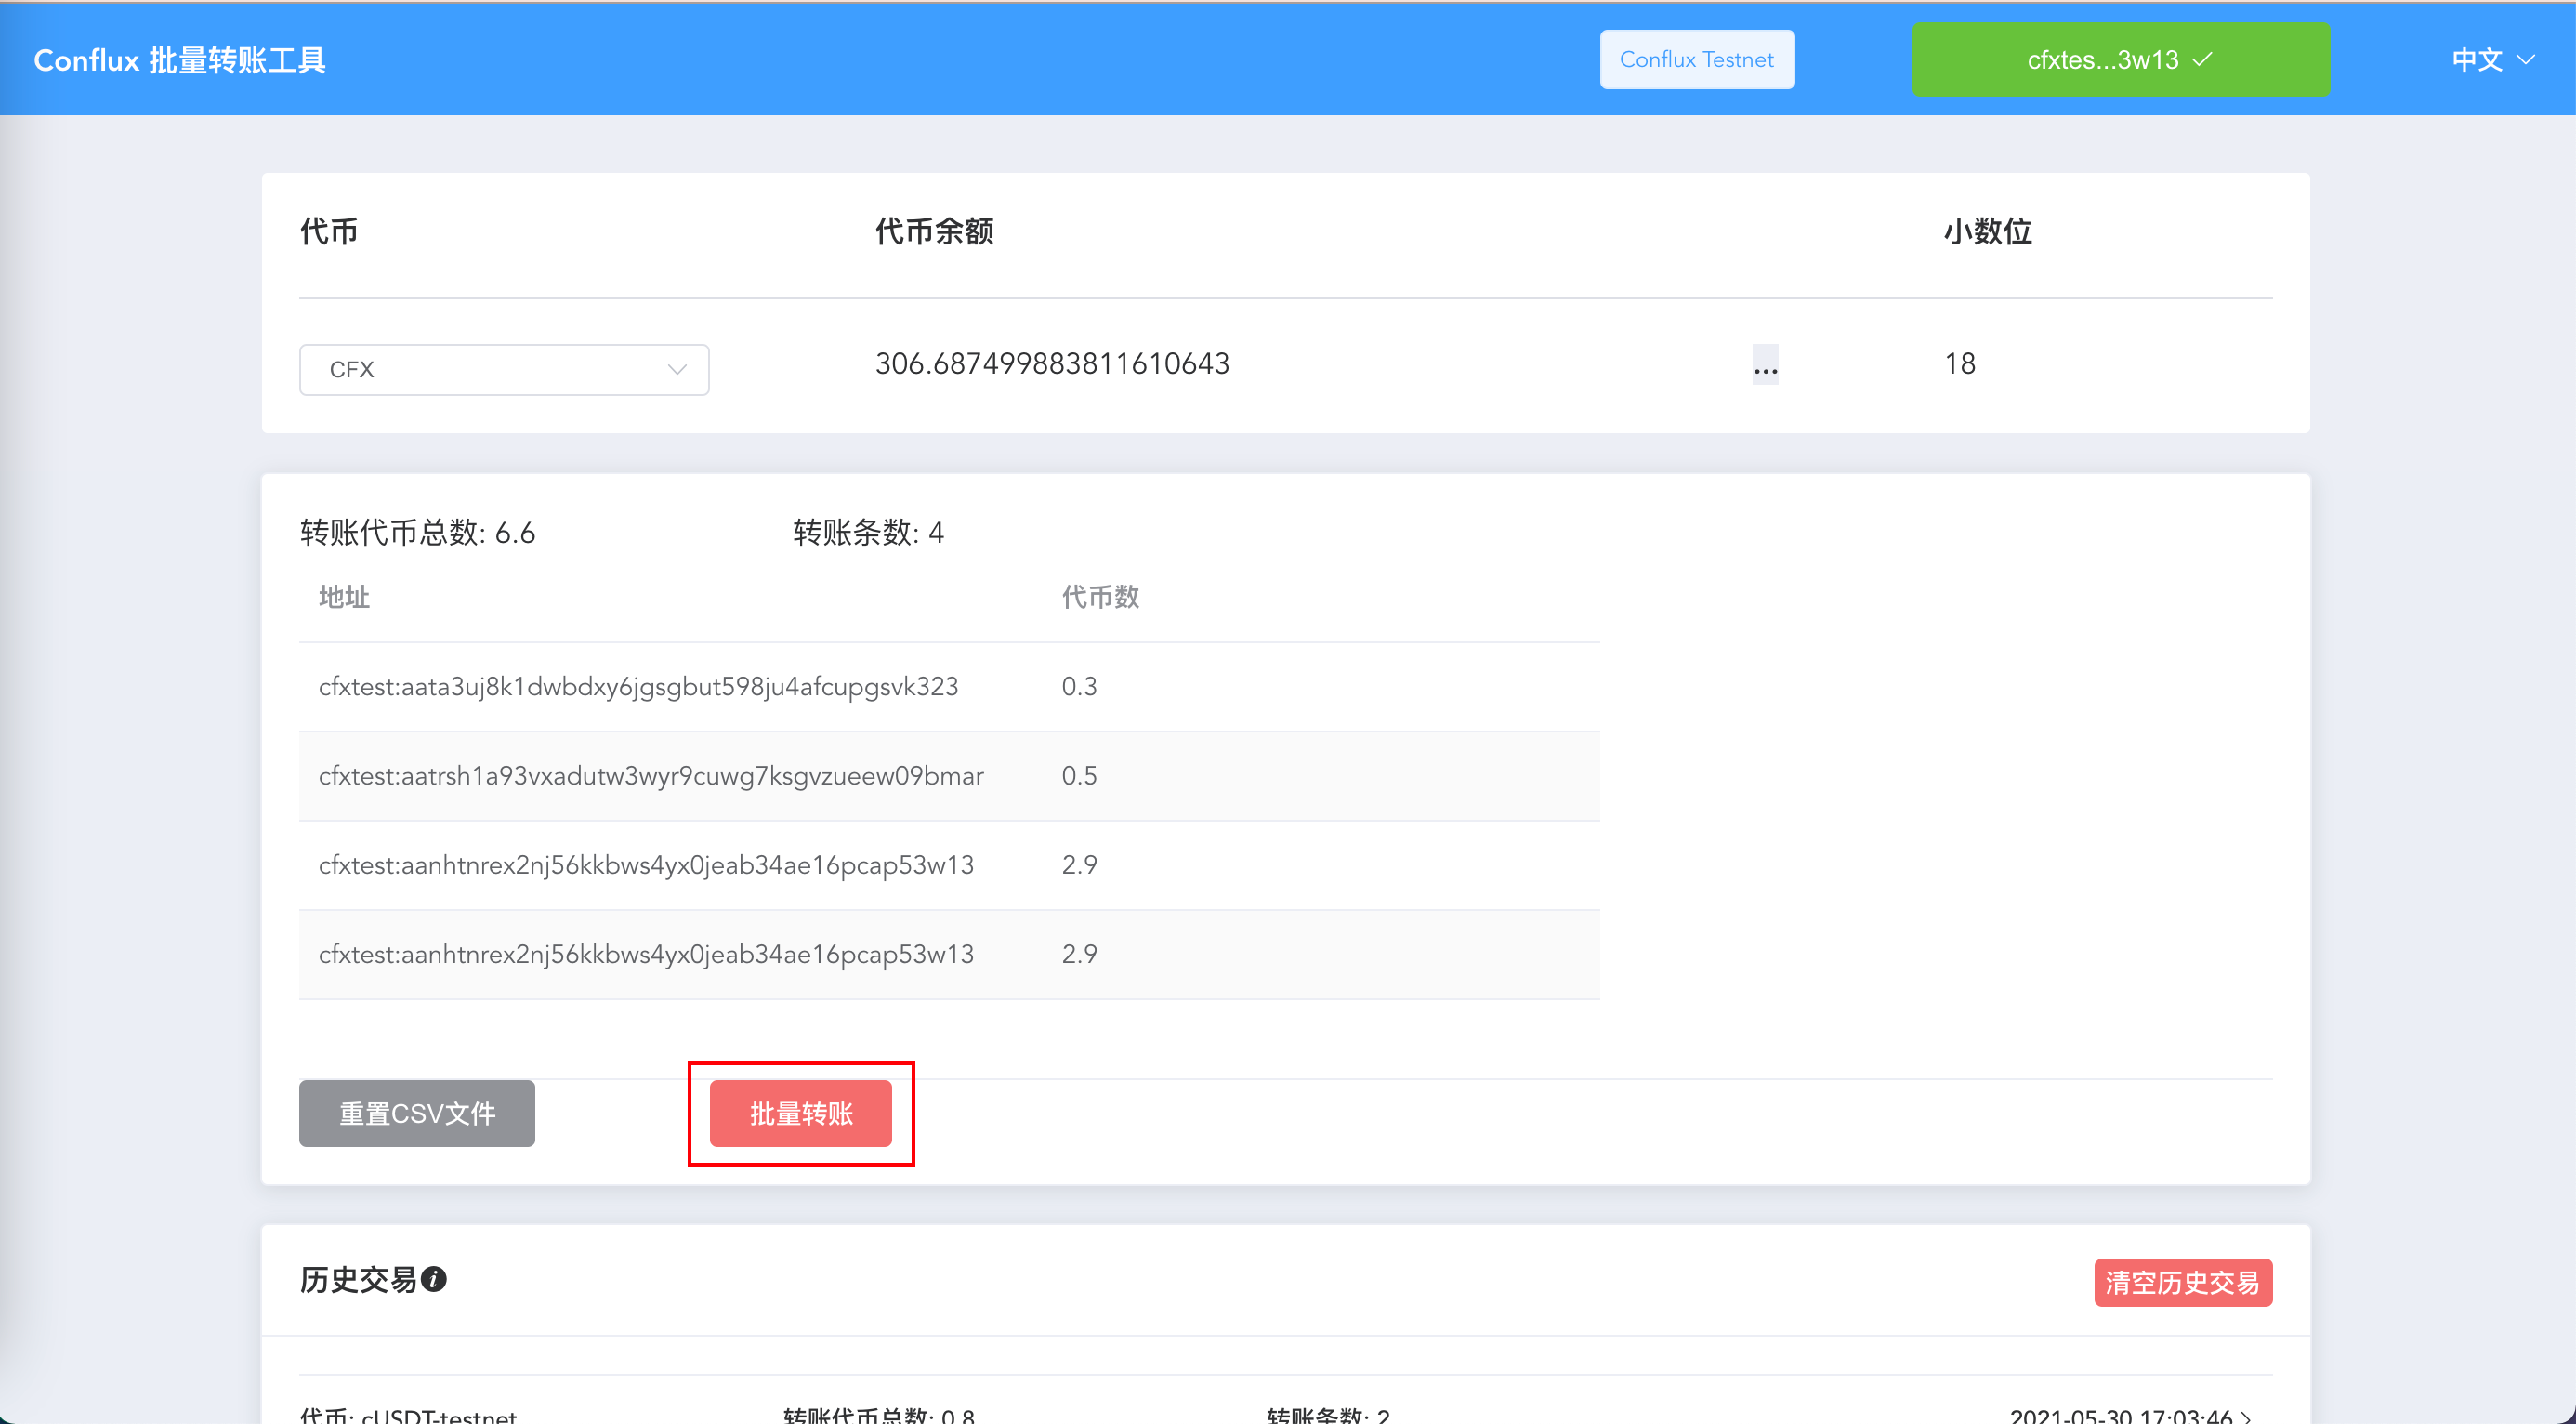 Conflux 批量转账工具
Conflux Testnet
cfxtes...3w13
中文
代币 代币余额 小数位
CFX 306.687499883811610643 ... 18
转账代币总数: 6.6 转账条数: 4
地址 代币数
cfxtest:aata3uj8k1dwbdxy6jgsgbut598ju4afcupgsvk323 0.3
cfxtest:aatrsh1a93vxadutw3wyr9cuwg7ksgvzueew09bmar 0.5
cfxtest:aanhtnrex2nj56kkbws4yx0jeab34ae16pcap53w13 2.9
cfxtest:aanhtnrex2nj56kkbws4yx0jeab34ae16pcap53w13 2.9
重置CSV文件 批量转账
历史交易 清空历史交易
代币: cUSDT-testnet 转账代币总数: 0.8 转账条数: 2 2021-05-30 17:03:46